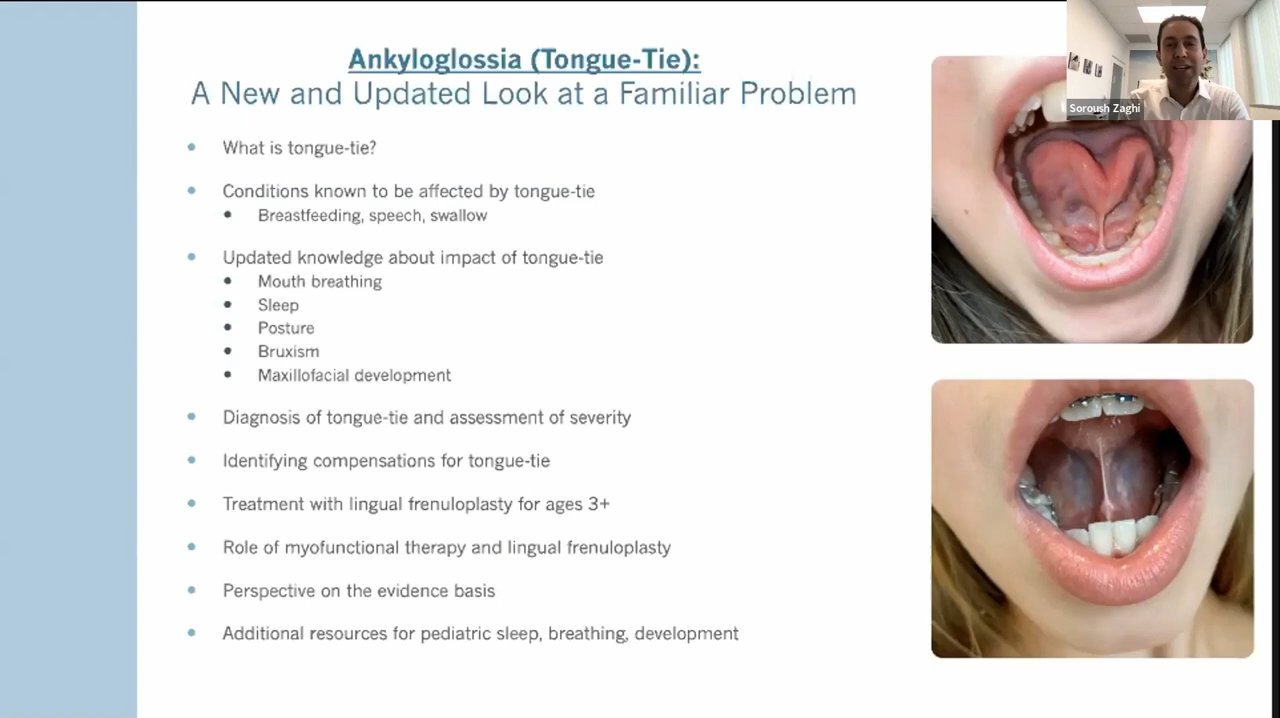 Ankyloglossia (Tongue-Tie):
A New and Updated Look at a Familiar Problem
• What is tongue-tie?
• Conditions known to be affected by tongue-tie
• Breastfeeding, speech, swallow
• Updated knowledge about impact of tongue-tie
• Mouth breathing
• Sleep
• Posture
• Bruxism
• Maxillofacial development
• Diagnosis of tongue-tie and assessment of severity
• Identifying compensations for tongue-tie
• Treatment with lingual frenuloplasty for ages 3+
• Role of myofunctional therapy and lingual frenuloplasty
• Perspective on the evidence basis
• Additional resources for pediatric sleep, breathing, development
Soroush Zaghi